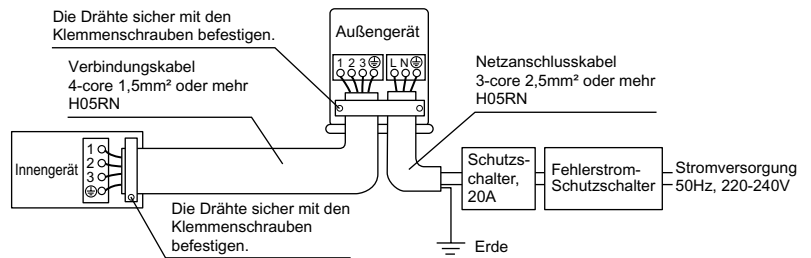 Die Drähte sicher mit den
Klemmenschrauben befestigen.
Außengerät
1 2 3
L N
Verbindungskabel
4-core 1,5mm² oder mehr
H05RN
Netzanschlusskabel
3-core 2,5mm² oder mehr
H05RN
Innengerät
1
2
3
Schutzs-
chalter,
20A
Fehlerstrom-
Schutzschalter
Stromversorgung
50Hz, 220-240V
Die Drähte sicher mit den
Klemmenschrauben
befestigen.
Erde